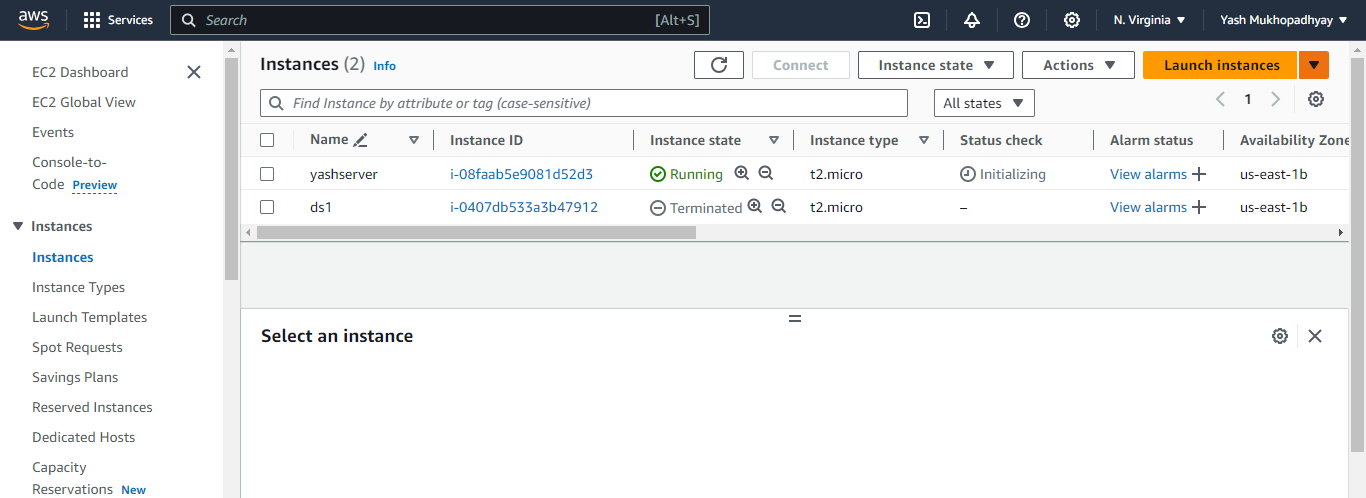 aws Services Search [Alt+S] N. Virginia Yash Mukhopadhyay
EC2 Dashboard
EC2 Global View
Events
Console-to-
Code Preview
Instances
Instances
Instance Types
Launch Templates
Spot Requests
Savings Plans
Reserved Instances
Dedicated Hosts
Capacity
Reservations New
Instances (2) Info Connect Instance state Actions Launch instances
Find Instance by attribute or tag (case-sensitive) All states 1
Name Instance ID Instance state Instance type Status check Alarm status Availability Zone
yashserver i-08faab5e9081d52d3 Running t2.micro Initializing View alarms + us-east-1b
ds1 i-0407db533a3b47912 Terminated t2.micro – View alarms + us-east-1b
Select an instance